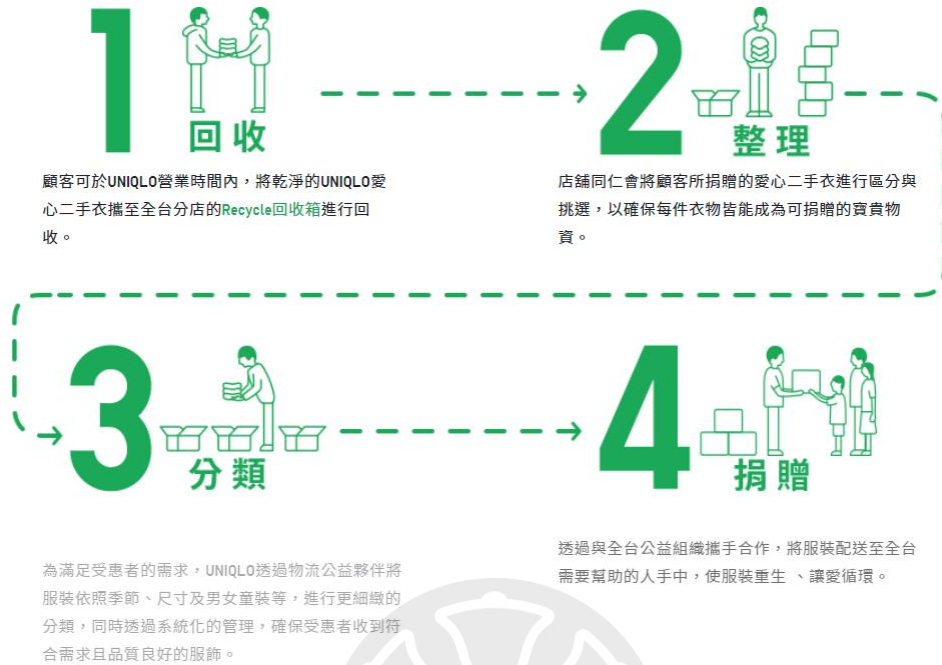 1
回收
顧客可於UNIQLO營業時間內,將乾淨的UNIQLO愛
心二手衣攜至全台分店的Recycle回收箱進行回
收。
2
整理
店舖同仁會將顧客所捐贈的愛心二手衣進行區分與
挑選,以確保每件衣物皆能成為可捐贈的寶貴物
資。
3
分類
為滿足受惠者的需求,UNIQLO透過物流公益夥伴將
服裝依照季節、尺寸及男女童裝等,進行更細緻的
分類,同時透過系統化的管理,確保受惠者收到符
合需求且品質良好的服飾。
4
捐贈
透過與全台公益組織攜手合作,將服裝配送至全台
需要幫助的人手中,使服裝重生 、讓愛循環。